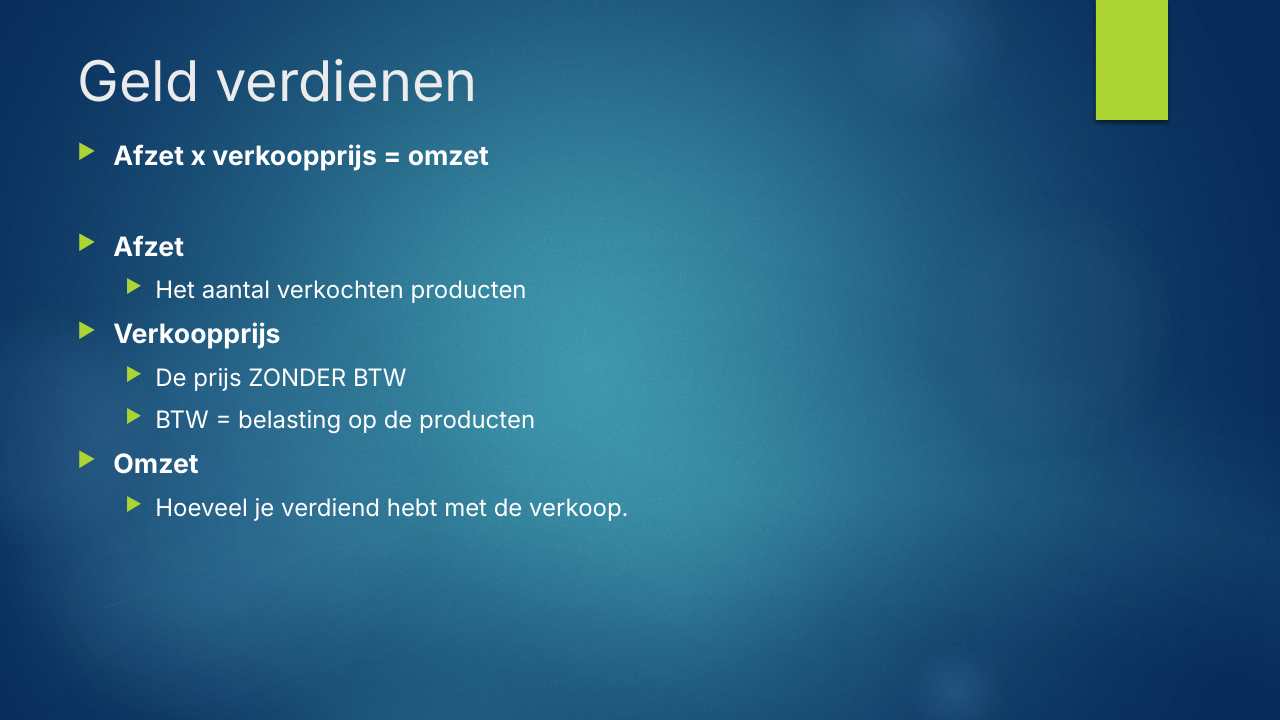 Geld verdienen
Afzet x verkoopprijs = omzet
Afzet
Het aantal verkochten producten
Verkoopprijs
De prijs ZONDER BTW
BTW = belasting op de producten
Omzet
Hoeveel je verdiend hebt met de verkoop.